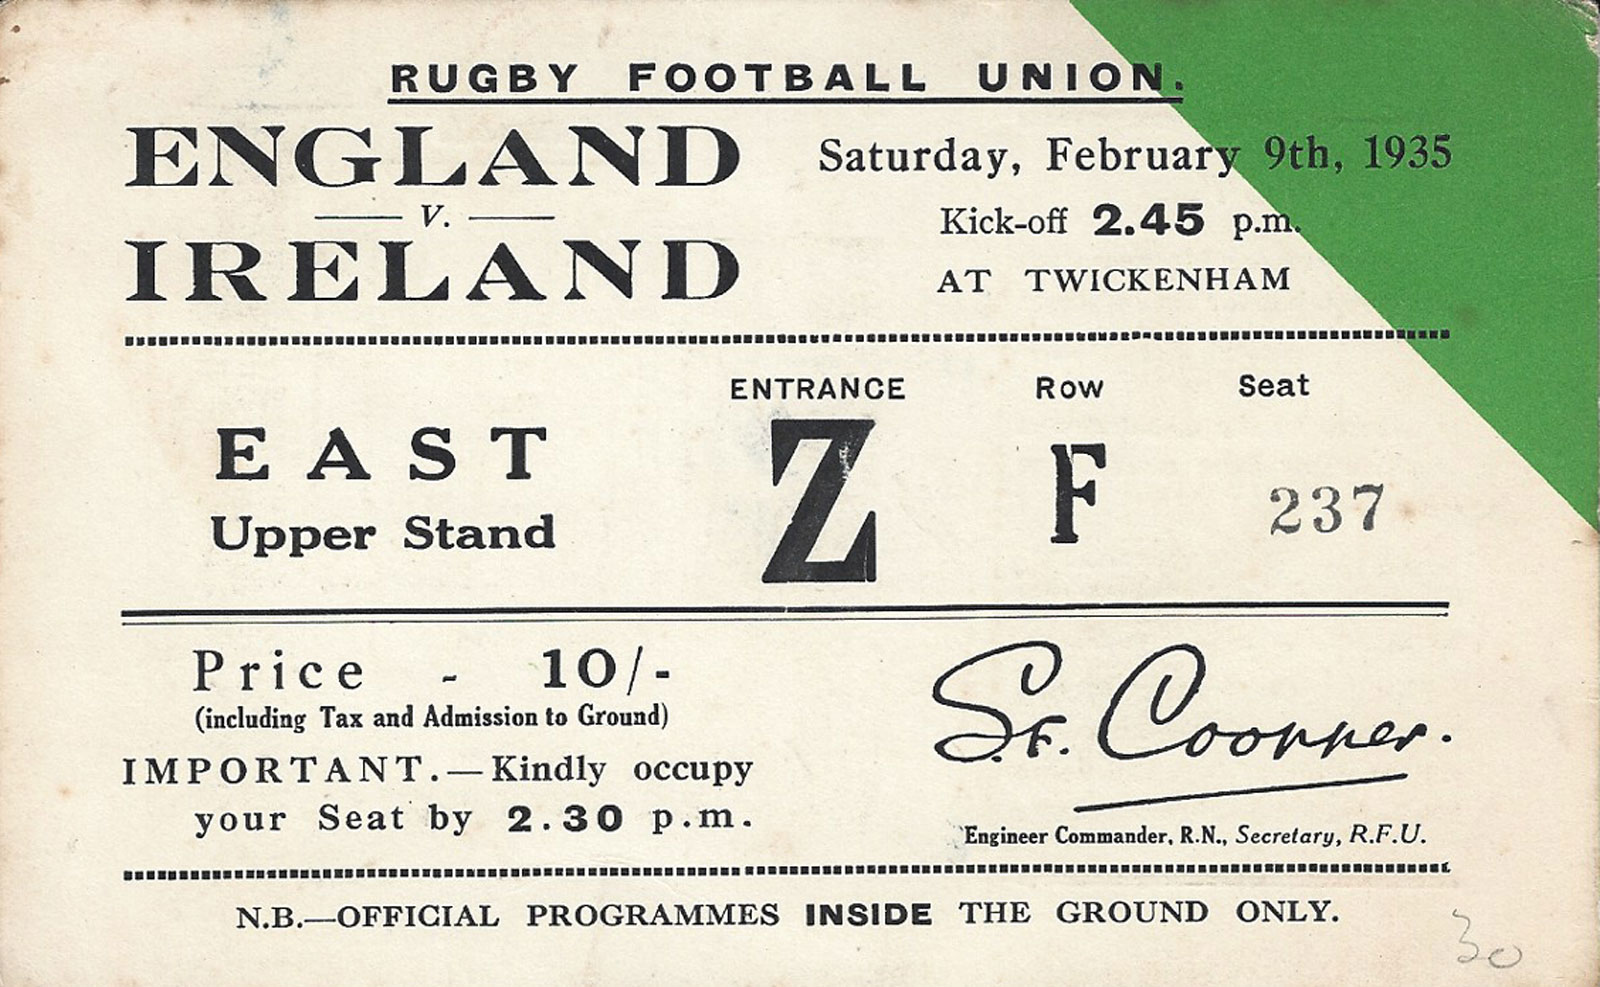 RUGBY FOOTBALL UNION.
ENGLAND
V.
IRELAND
Saturday, February 9th, 1935
Kick-off 2.45 p.m.
AT TWICKENHAM
EAST
Upper Stand
ENTRANCE
Z
Row
F
Seat
237
Price - 10/-
(including Tax and Admission to Ground)
IMPORTANT.—Kindly occupy
your Seat by 2.30 p.m.
S.F. Coopper.
Engineer Commander, R.N., Secretary, R.F.U.
N.B.—OFFICIAL PROGRAMMES INSIDE THE GROUND ONLY.
30